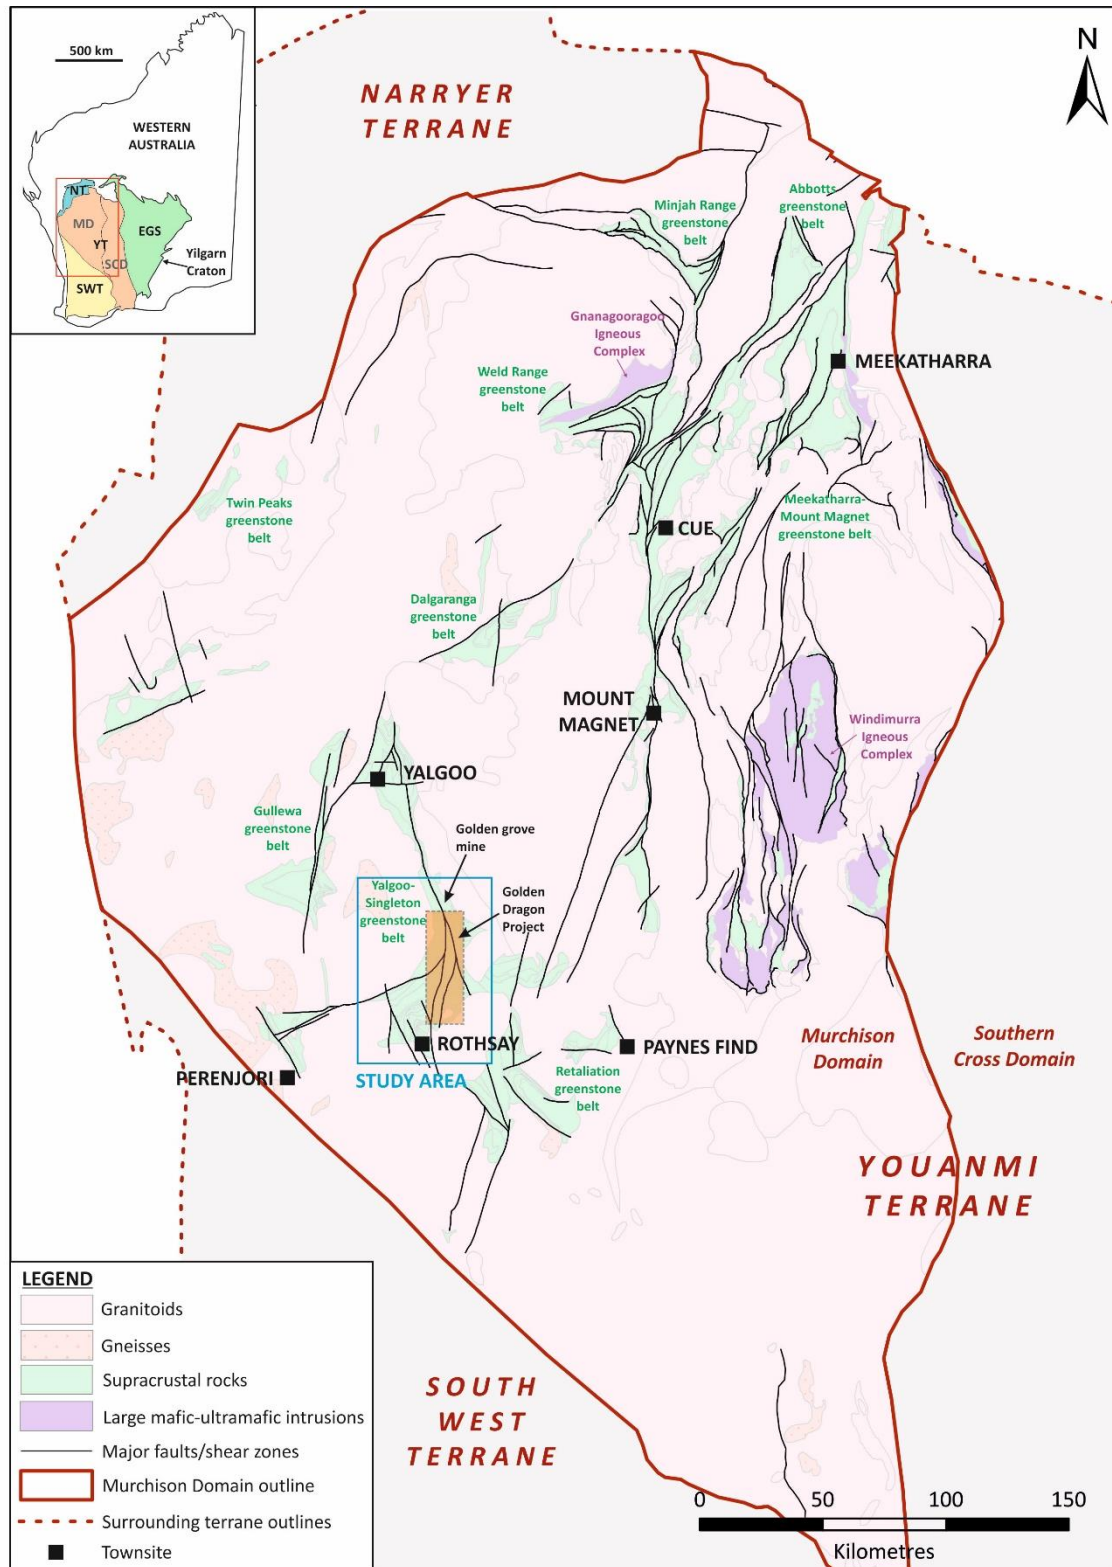 500 km
WESTERN
AUSTRALIA
NT
MD
YT
SCD
EGS
SWT
Yilgarn
Craton
N
NARRYER
TERRANE
Minjah Range
greenstone
belt
Abbotts
greenstone
belt
Gnanagooragoo
Igneous
Complex
MEEKATHARRA
Weld Range
greenstone
belt
Twin Peaks
greenstone
belt
CUE
Meekatharra-
Mount Magnet
greenstone belt
Dalgaranga
greenstone
belt
MOUNT
MAGNET
Windimurra
Igneous
Complex
YALGOO
Gullewa
greenstone
belt
Golden grove
mine
Yalgoo-
Singleton
greenstone
belt
Golden
Dragon
Project
ROTHSAY
PAYNES FIND
Murchison
Domain
Southern
Cross Domain
PERENJORI
STUDY AREA
Retaliation
greenstone
belt
YOUANMI
TERRANE
SOUTH
WEST
TERRANE
LEGEND
Granitoids
Gneisses
Supracrustal rocks
Large mafic-ultramafic intrusions
Major faults/shear zones
Murchison Domain outline
Surrounding terrane outlines
Townsite
0 50 100 150
Kilometres